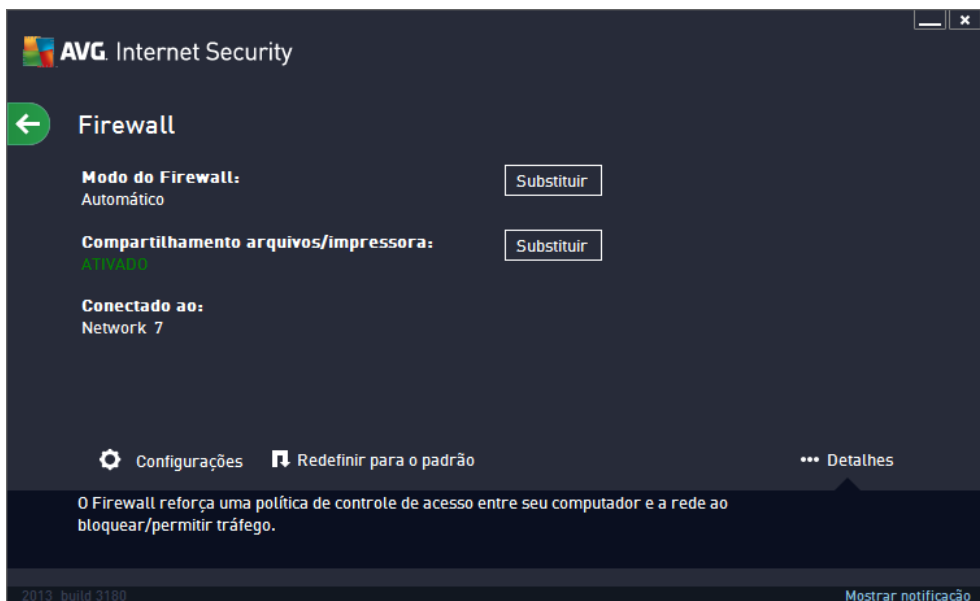 AVG. Internet Security
Firewall
Modo do Firewall:
Automático
Substituir
Compartilhamento arquivos/impressora:
ATIVADO
Substituir
Conectado ao:
Network 7
Configurações
Redefinir para o padrão
••• Detalhes
O Firewall reforça uma política de controle de acesso entre seu computador e a rede ao
bloquear/permitir tráfego.
2013 build 3180
Mostrar notificação